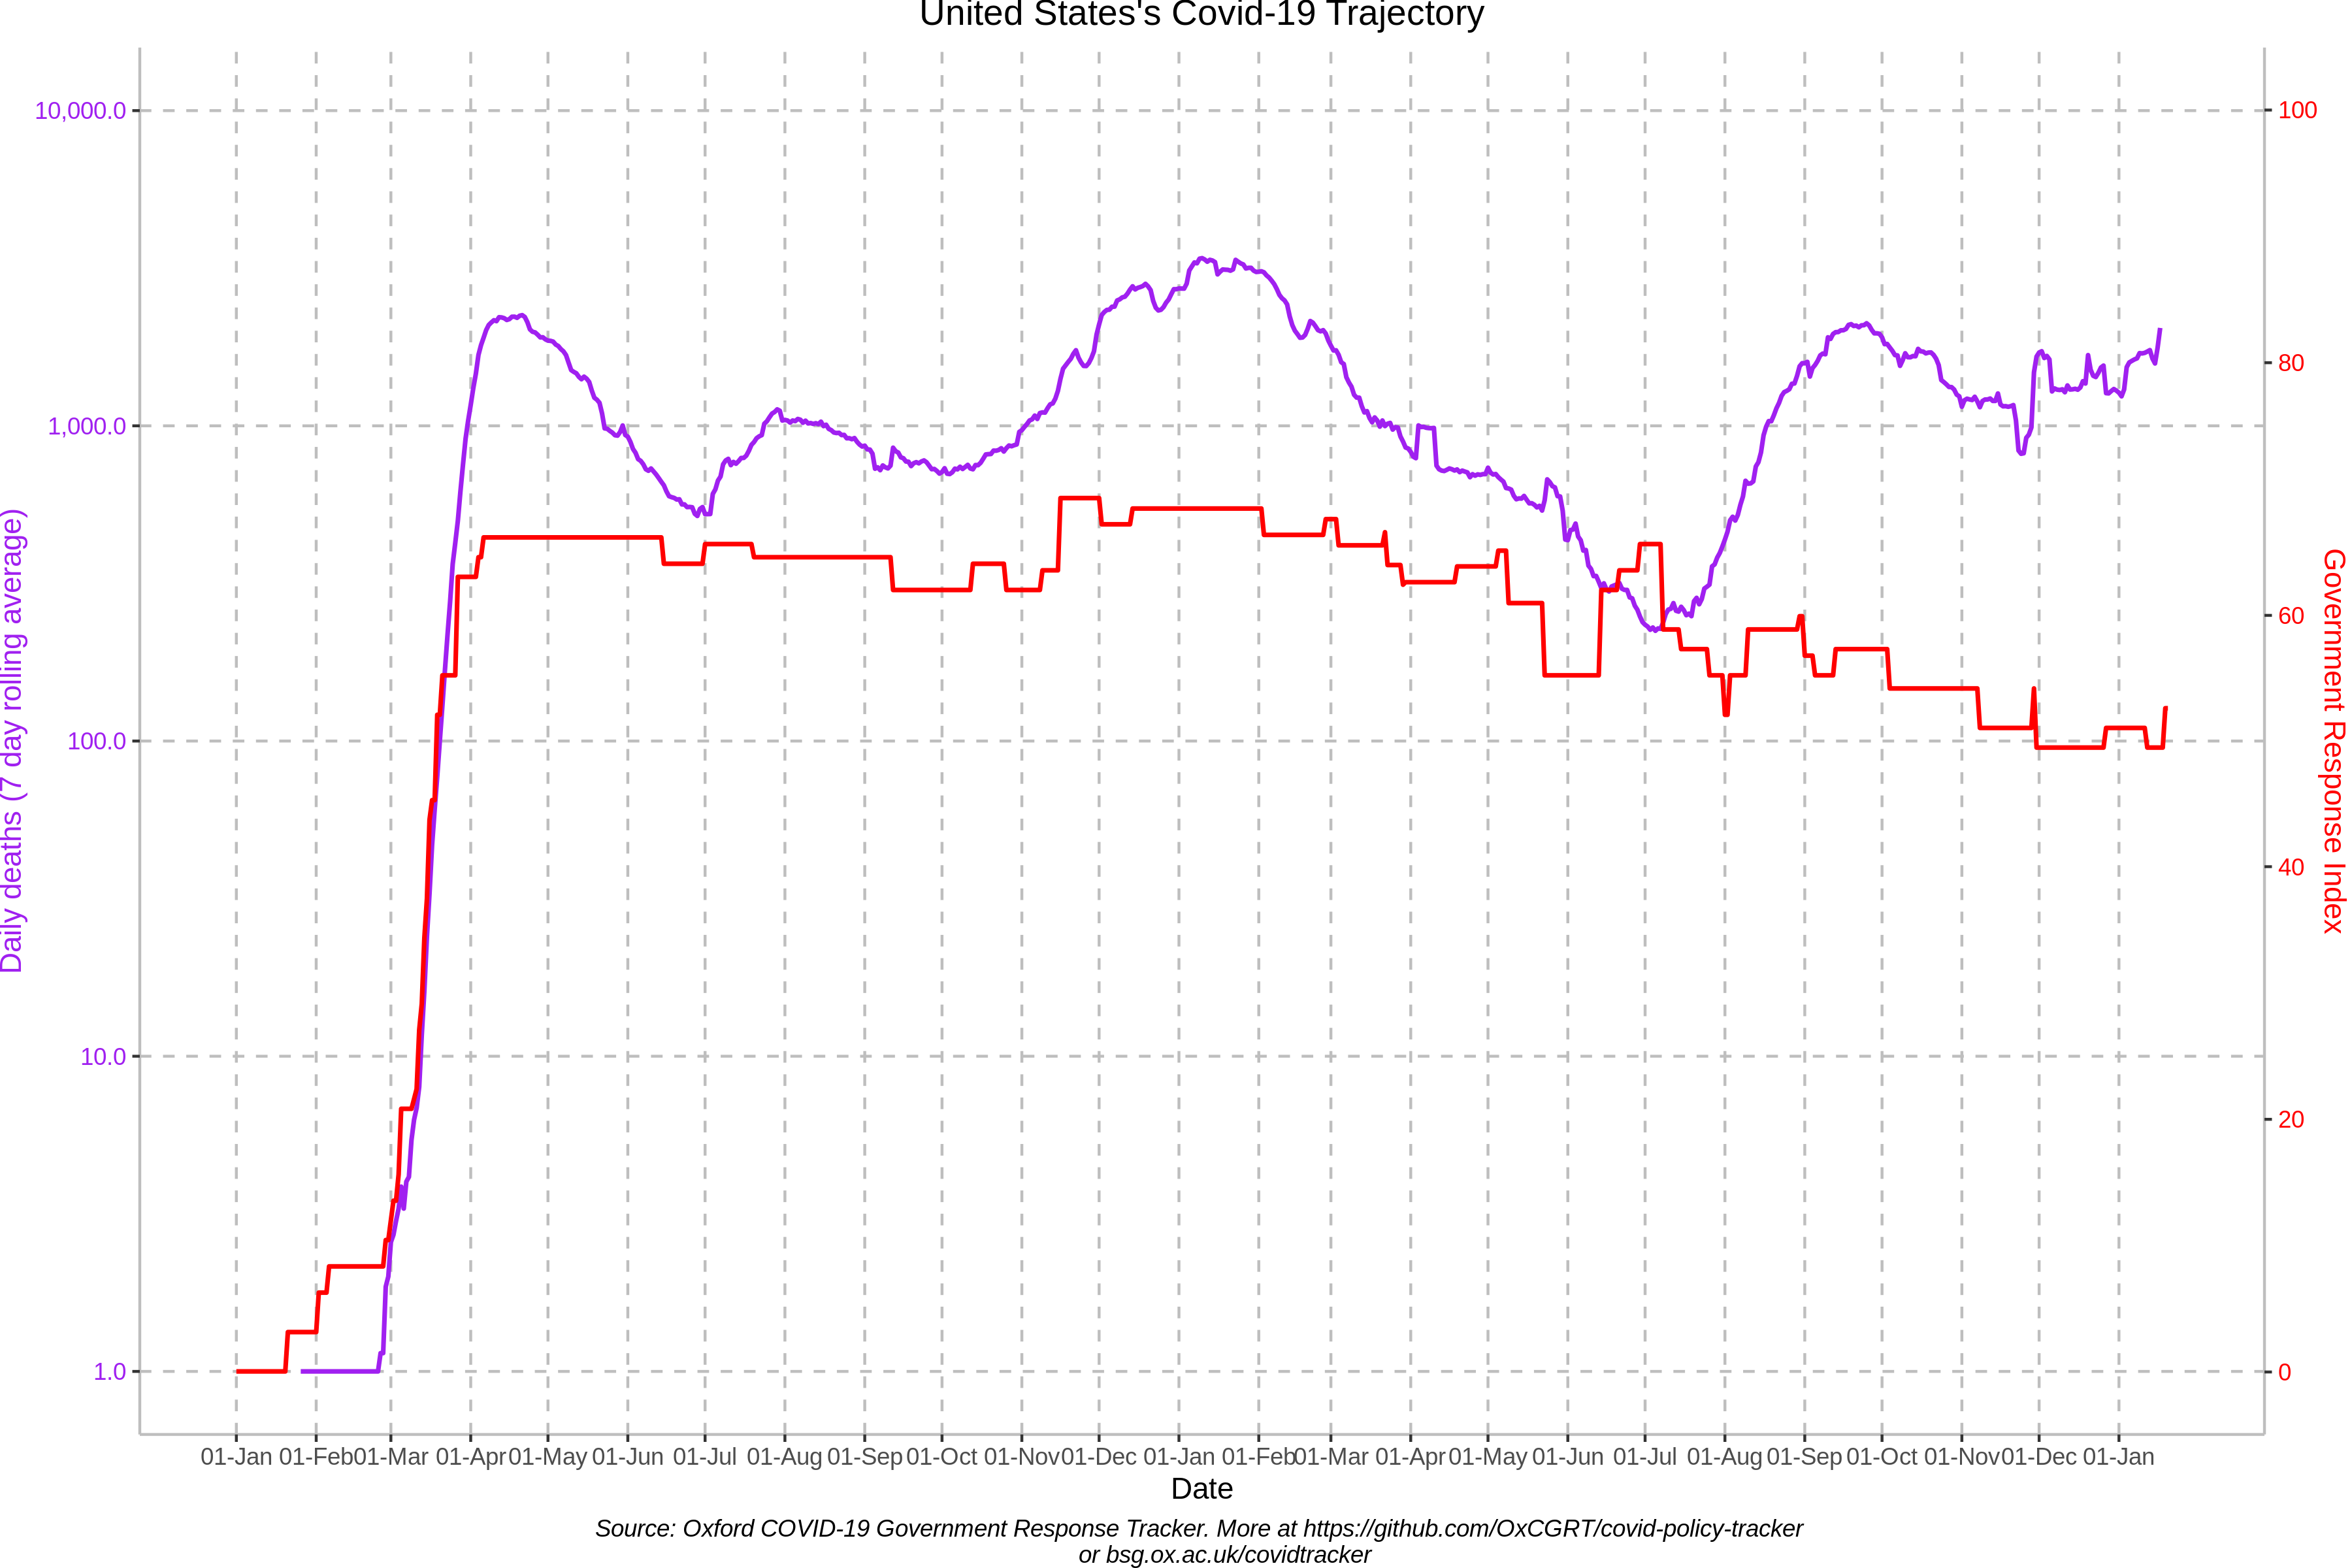 United States's Covid-19 Trajectory
Daily deaths (7 day rolling average)
10,000.0
1,000.0
100.0
10.0
1.0
100
80
60
40
20
0
Government Response Index
01-Jan 01-Feb 01-Mar 01-Apr 01-May 01-Jun 01-Jul 01-Aug 01-Sep 01-Oct 01-Nov 01-Dec 01-Jan 01-Feb 01-Mar 01-Apr 01-May 01-Jun 01-Jul 01-Aug 01-Sep 01-Oct 01-Nov 01-Dec 01-Jan
Date
Source: Oxford COVID-19 Government Response Tracker. More at https://github.com/OxCGRT/covid-policy-tracker
or bsg.ox.ac.uk/covidtracker